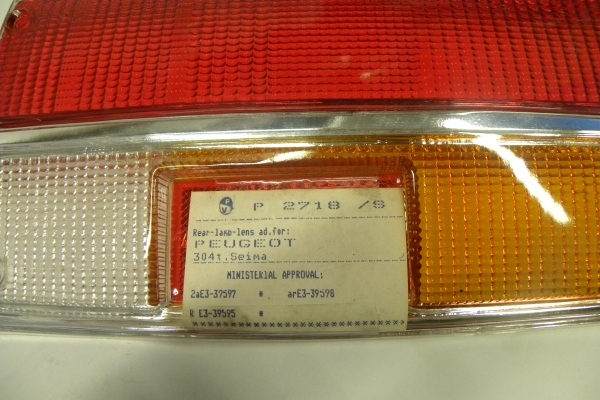 P 2718 /S
Rear-lamp-lens ad.for:
PEUGEOT
304t.Seima
MINISTERIAL APPROVAL:
2aE3-39597 * arE3-39598
R E3-39595 *